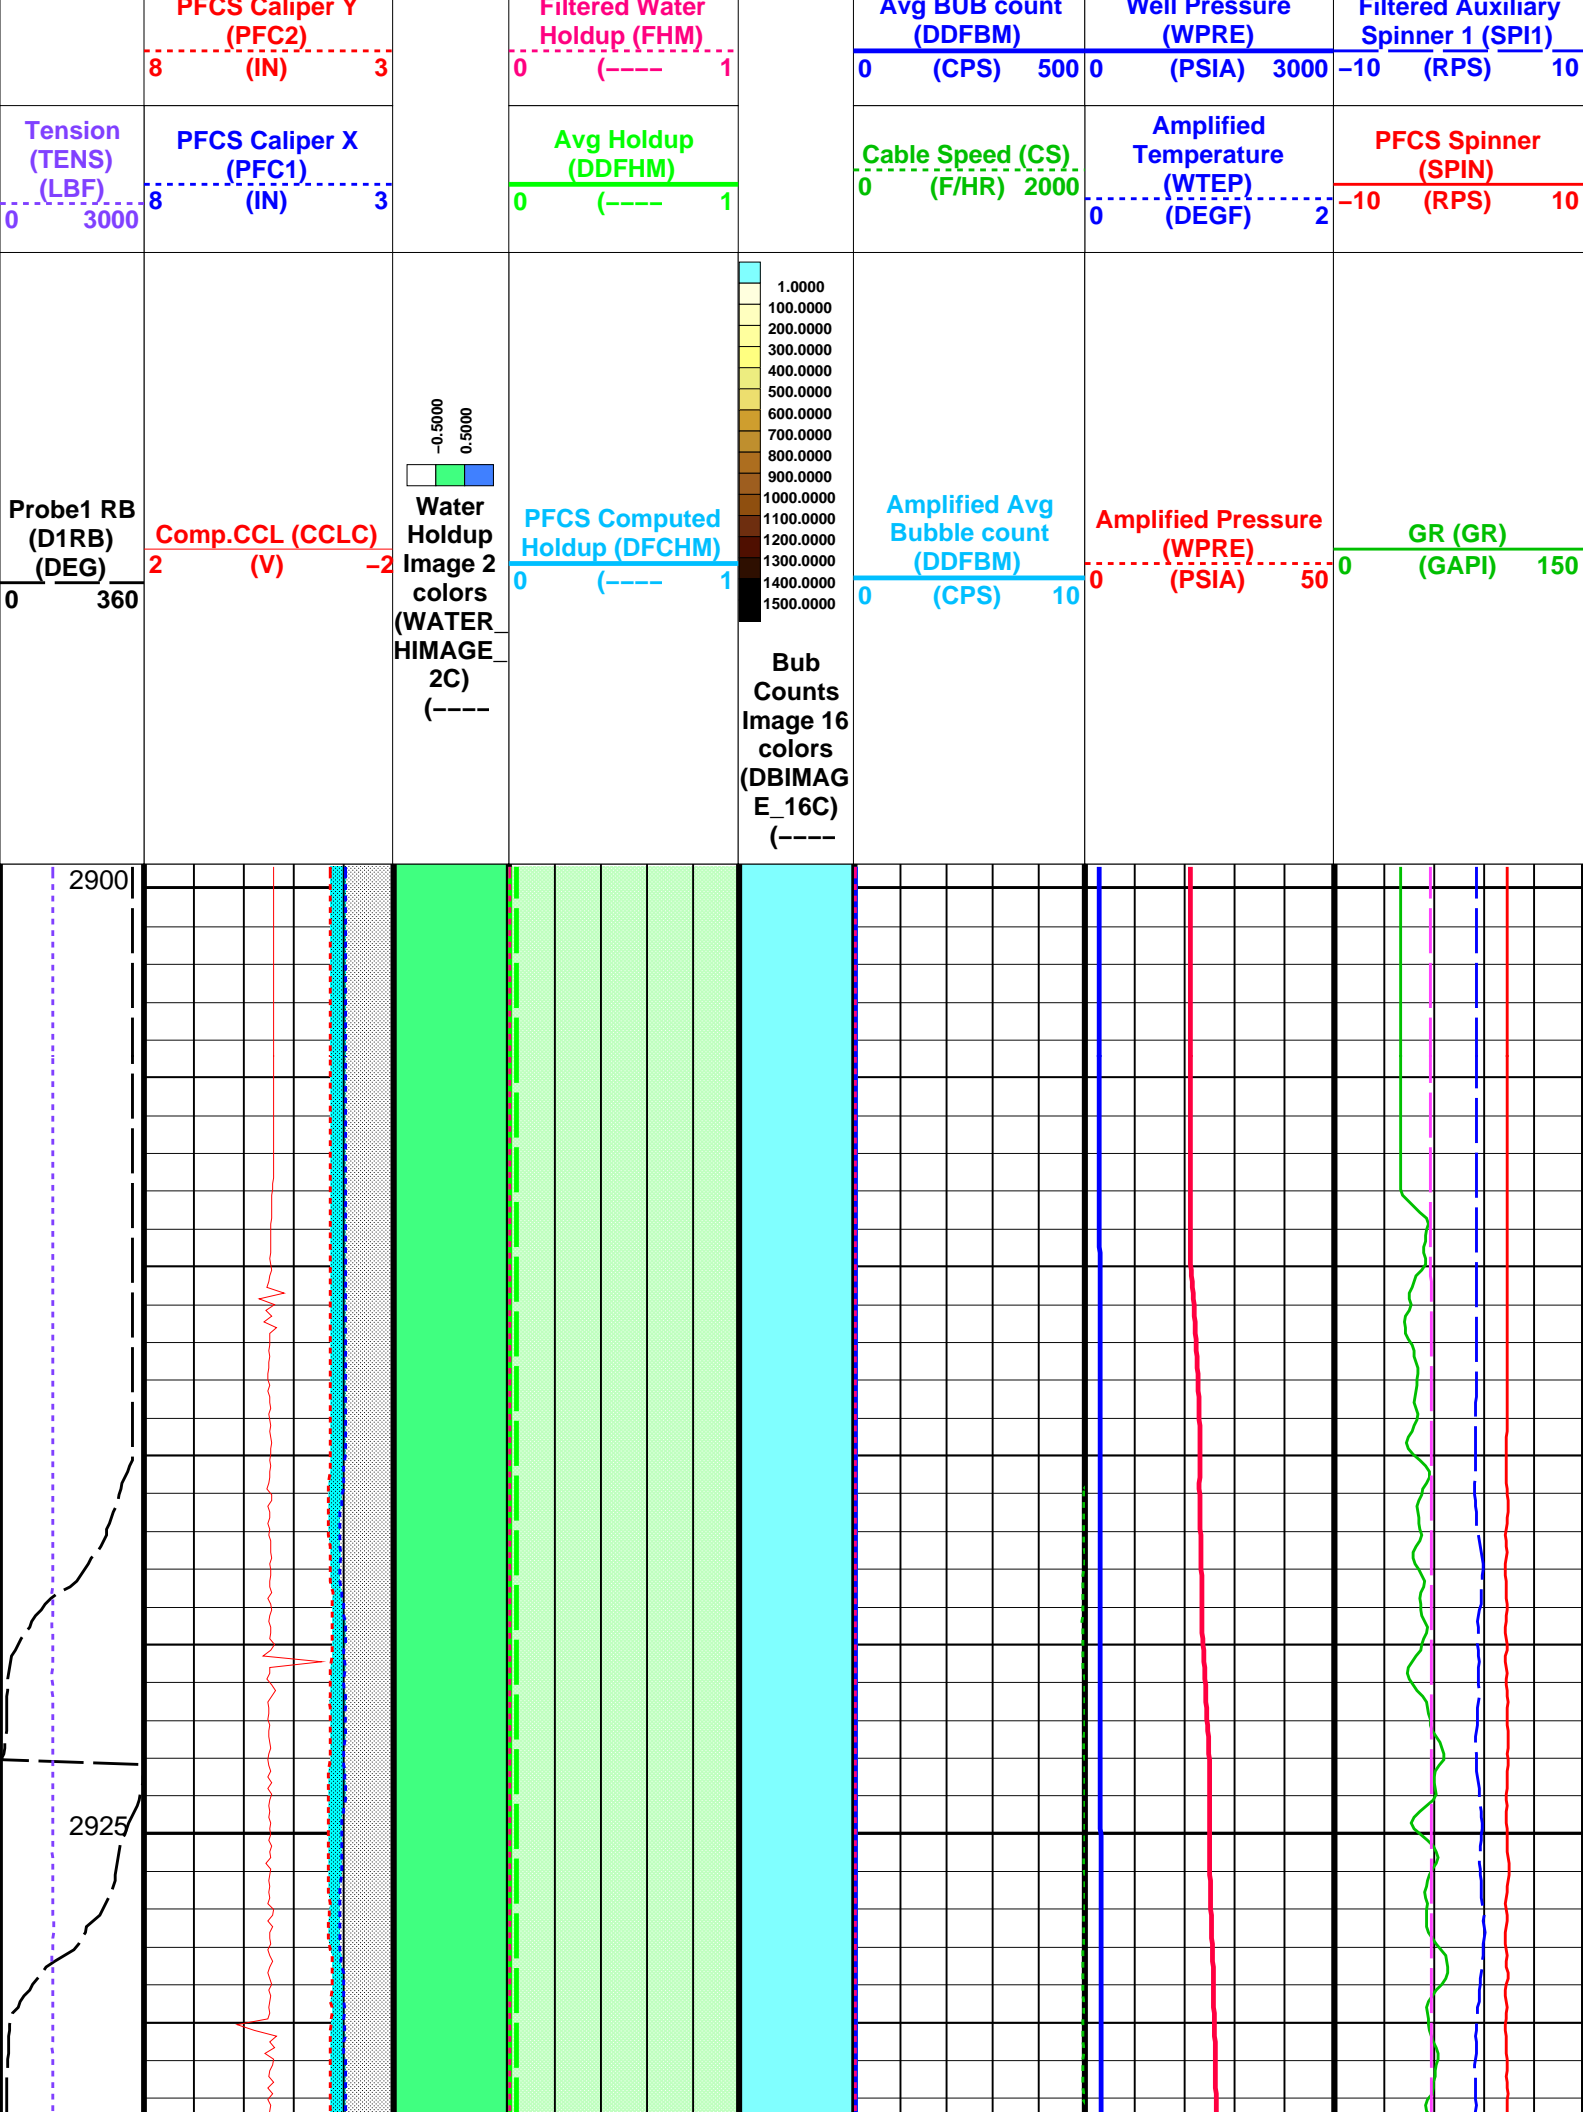 PFCS Caliper Y
(PFC2)
8 (IN) 3
Filtered Water
Holdup (FHM)
0 (−−−− 1
Avg BUB count
(DDFBM)
0 (CPS) 500
Well Pressure
(WPRE)
0 (PSIA) 3000
Filtered Auxiliary
Spinner 1 (SPI1)
−10 (RPS) 10
Tension
(TENS)
(LBF)
0 3000
PFCS Caliper X
(PFC1)
8 (IN) 3
Avg Holdup
(DDFHM)
0 (−−−− 1
Cable Speed (CS)
0 (F/HR) 2000
Amplified
Temperature
(WTEP)
0 (DEGF) 2
PFCS Spinner
(SPIN)
−10 (RPS) 10
Probe1 RB
(D1RB)
(DEG)
0 360
Comp.CCL (CCLC)
2 (V) −2
−0.5000
0.5000
Water
Holdup
Image 2
colors
(WATER_
HIMAGE_
2C)
(−−−−
PFCS Computed
Holdup (DFCHM)
0 (−−−− 1
1.0000
100.0000
200.0000
300.0000
400.0000
500.0000
600.0000
700.0000
800.0000
900.0000
1000.0000
1100.0000
1200.0000
1300.0000
1400.0000
1500.0000
Bub
Counts
Image 16
colors
(DBIMAG
E_16C)
(−−−−
Amplified Avg
Bubble count
(DDFBM)
0 (CPS) 10
Amplified Pressure
(WPRE)
0 (PSIA) 50
GR (GR)
0 (GAPI) 150
2900
2925